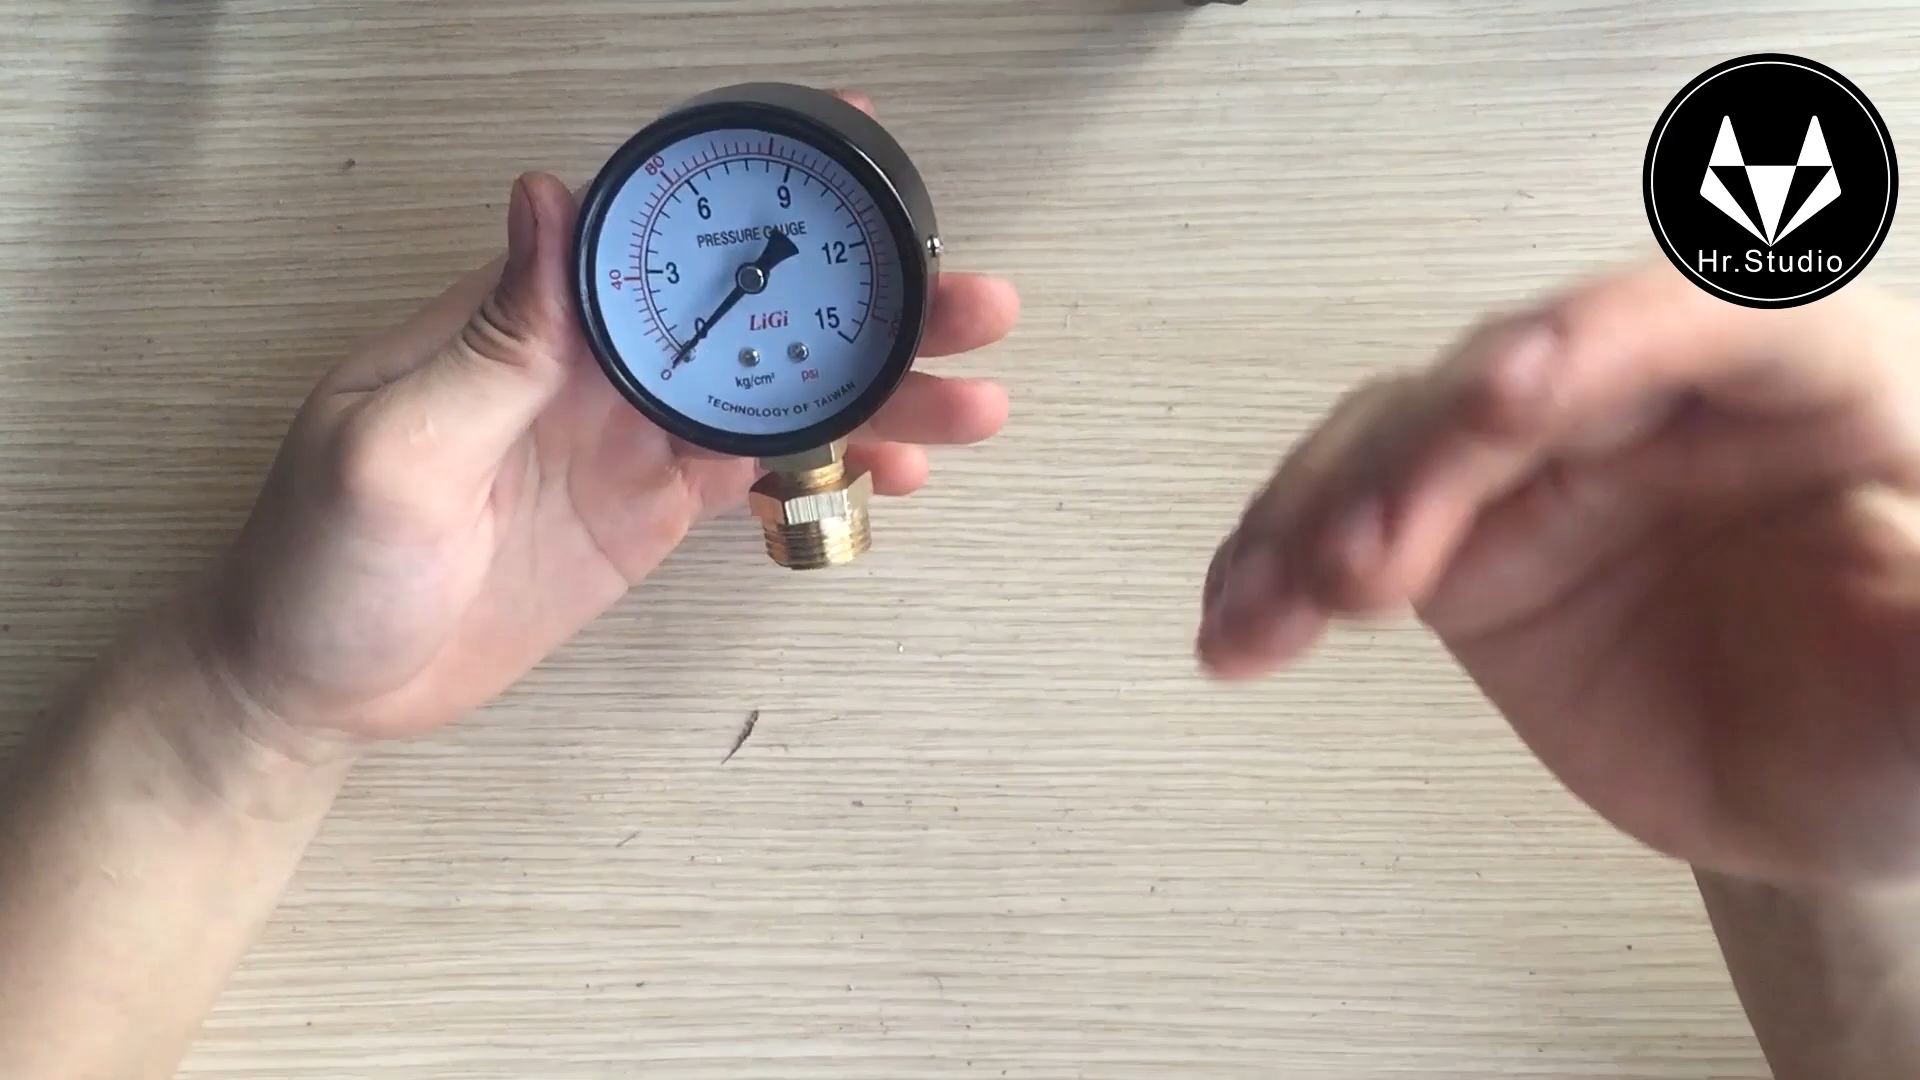 80
6
9
PRESSURE GAUGE
40
3
12
0
LiGi
15
0
kg/cm²
psi
TECHNOLOGY OF TAIWAN
Hr.Studio